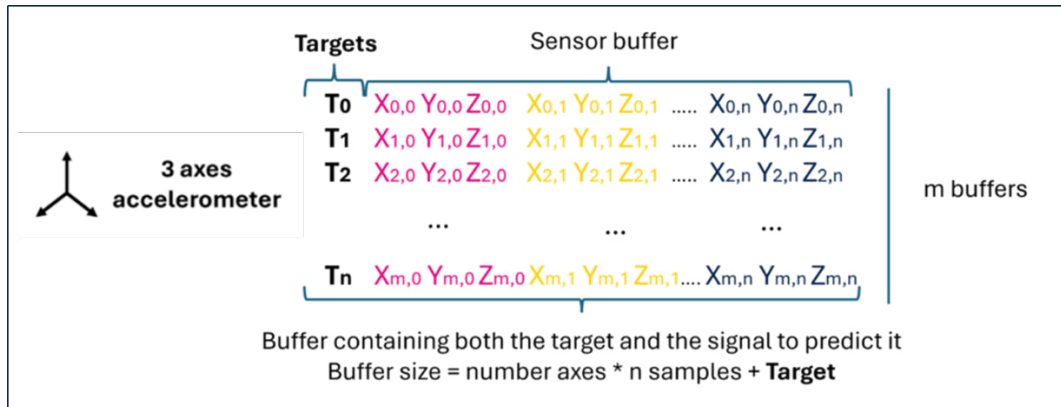 Targets Sensor buffer
T0 X0,0 Y0,0 Z0,0 X0,1 Y0,1 Z0,1 ..... X0,n Y0,n Z0,n
T1 X1,0 Y1,0 Z1,0 X1,1 Y1,1 Z1,1 ..... X1,n Y1,n Z1,n
T2 X2,0 Y2,0 Z2,0 X2,1 Y2,1 Z2,1 ..... X2,n Y2,n Z2,n
3 axes
accelerometer
m buffers
... ... ...
Tn Xm,0 Ym,0 Zm,0 Xm,1 Ym,1 Zm,1.... Xm,n Ym,n Zm,n
Buffer containing both the target and the signal to predict it
Buffer size = number axes * n samples + Target